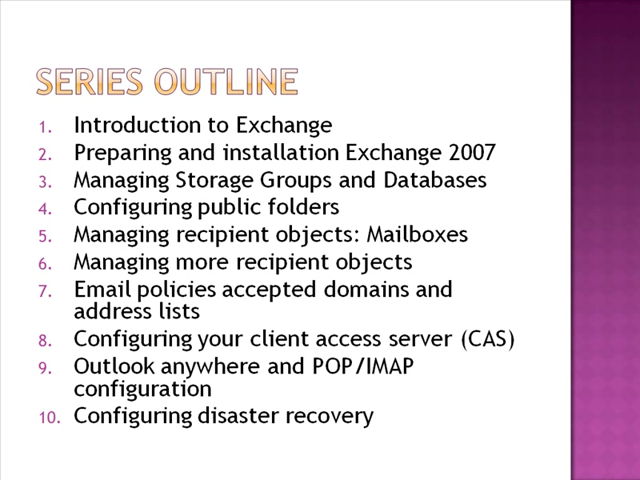 SERIES OUTLINE
1. Introduction to Exchange
2. Preparing and installation Exchange 2007
3. Managing Storage Groups and Databases
4. Configuring public folders
5. Managing recipient objects: Mailboxes
6. Managing more recipient objects
7. Email policies accepted domains and
address lists
8. Configuring your client access server (CAS)
9. Outlook anywhere and POP/IMAP
configuration
10. Configuring disaster recovery